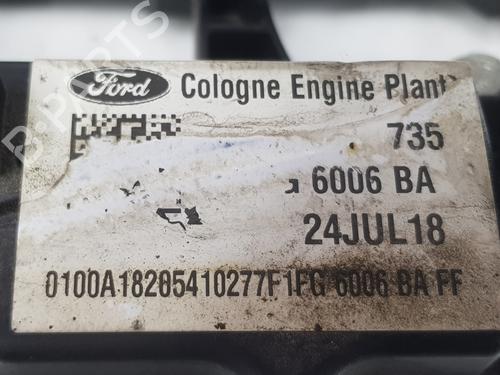 Ford Cologne Engine Plant
735
6006 BA
24JUL18
0100A18205410277F1FG 6006 BA FF